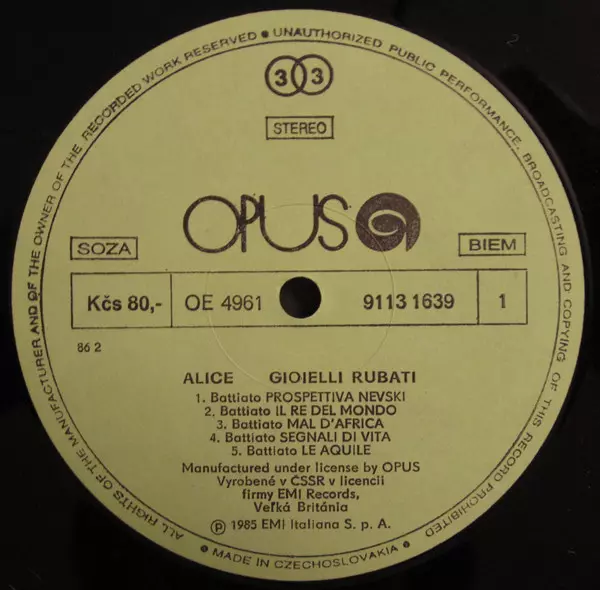 ALL RIGHTS OF THE MANUFACTURER AND OF THE OWNER OF THE RECORDED WORK RESERVED ● UNAUTHORIZED PUBLIC PERFORMANCE, BROADCASTING AND COPYING OF THIS RECORD PROHIBITED
33
STEREO
OPUS
SOZA
BIEM
Kčs 80,-
OE 4961
9113 1639
1
86 2
ALICE GIOIELLI RUBATI
1. Battiato PROSPETTIVA NEVSKI
2. Battiato IL RE DEL MONDO
3. Battiato MAL D'AFRICA
4. Battiato SEGNALI DI VITA
5. Battiato LE AQUILE
Manufactured under license by OPUS
Vyrobené v ČSSR v licencii
firmy EMI Records,
Veľká Británia
℗ 1985 EMI Italiana S. p. A.
● MADE IN CZECHOSLOVAKIA ●